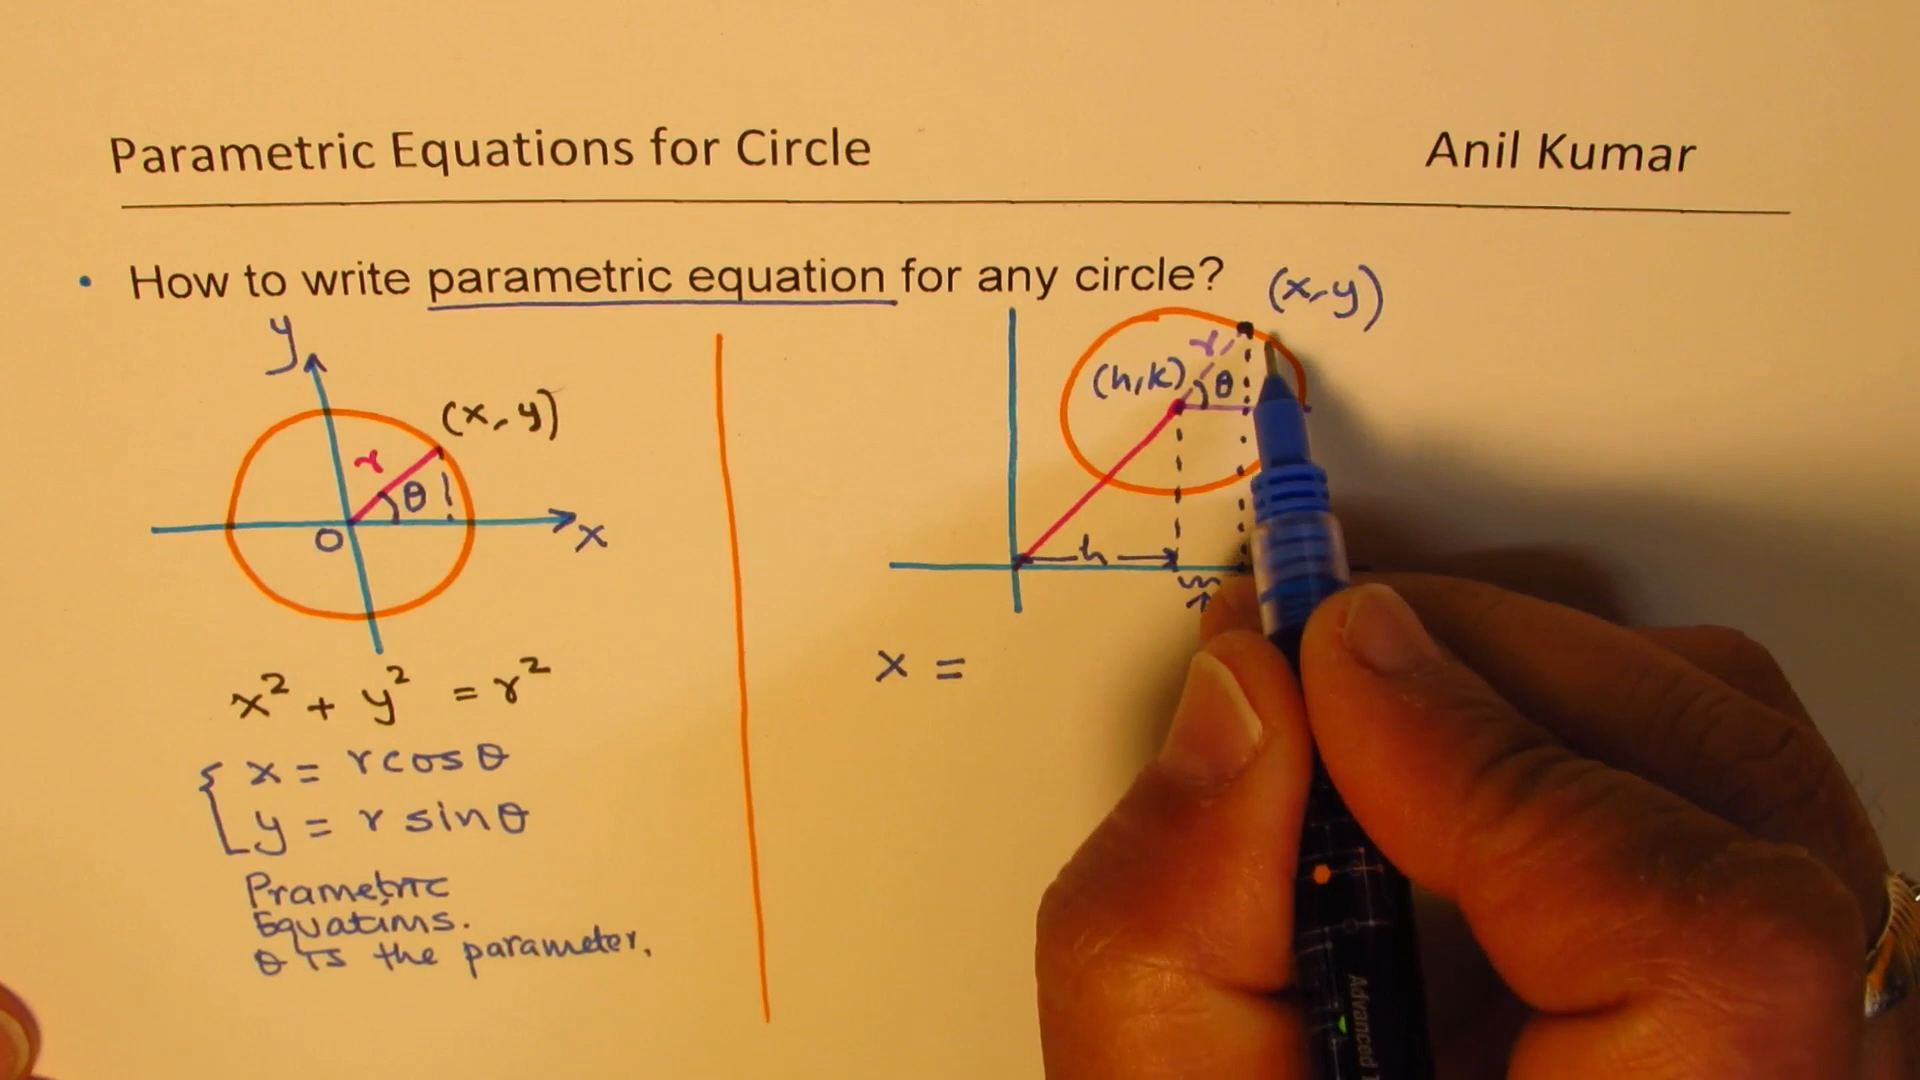 Parametric Equations for Circle
Anil Kumar
• How to write parametric equation for any circle?
y
(x, y)
r
θ
O
x
x² + y² = r²
x = r cos θ
y = r sin θ
Prametric
Equations.
θ is the parameter.
(x, y)
r
(h, k)
θ
h
x =
Advanced